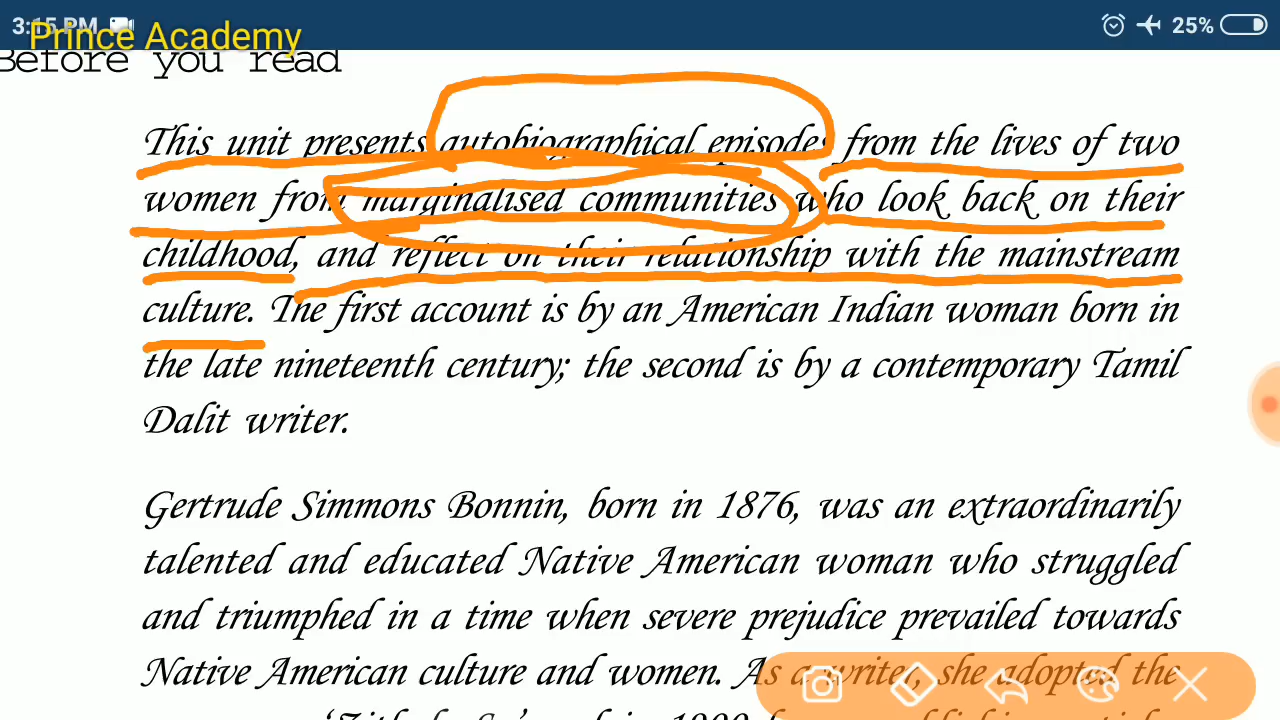 3:15 PM 25%
Prince Academy
Before you read
This unit presents autobiographical episodes from the lives of two
women from marginalised communities who look back on their
childhood, and reflect on their relationship with the mainstream
culture. The first account is by an American Indian woman born in
the late nineteenth century; the second is by a contemporary Tamil
Dalit writer.
Gertrude Simmons Bonnin, born in 1876, was an extraordinarily
talented and educated Native American woman who struggled
and triumphed in a time when severe prejudice prevailed towards
Native American culture and women. As a writer, she adopted the